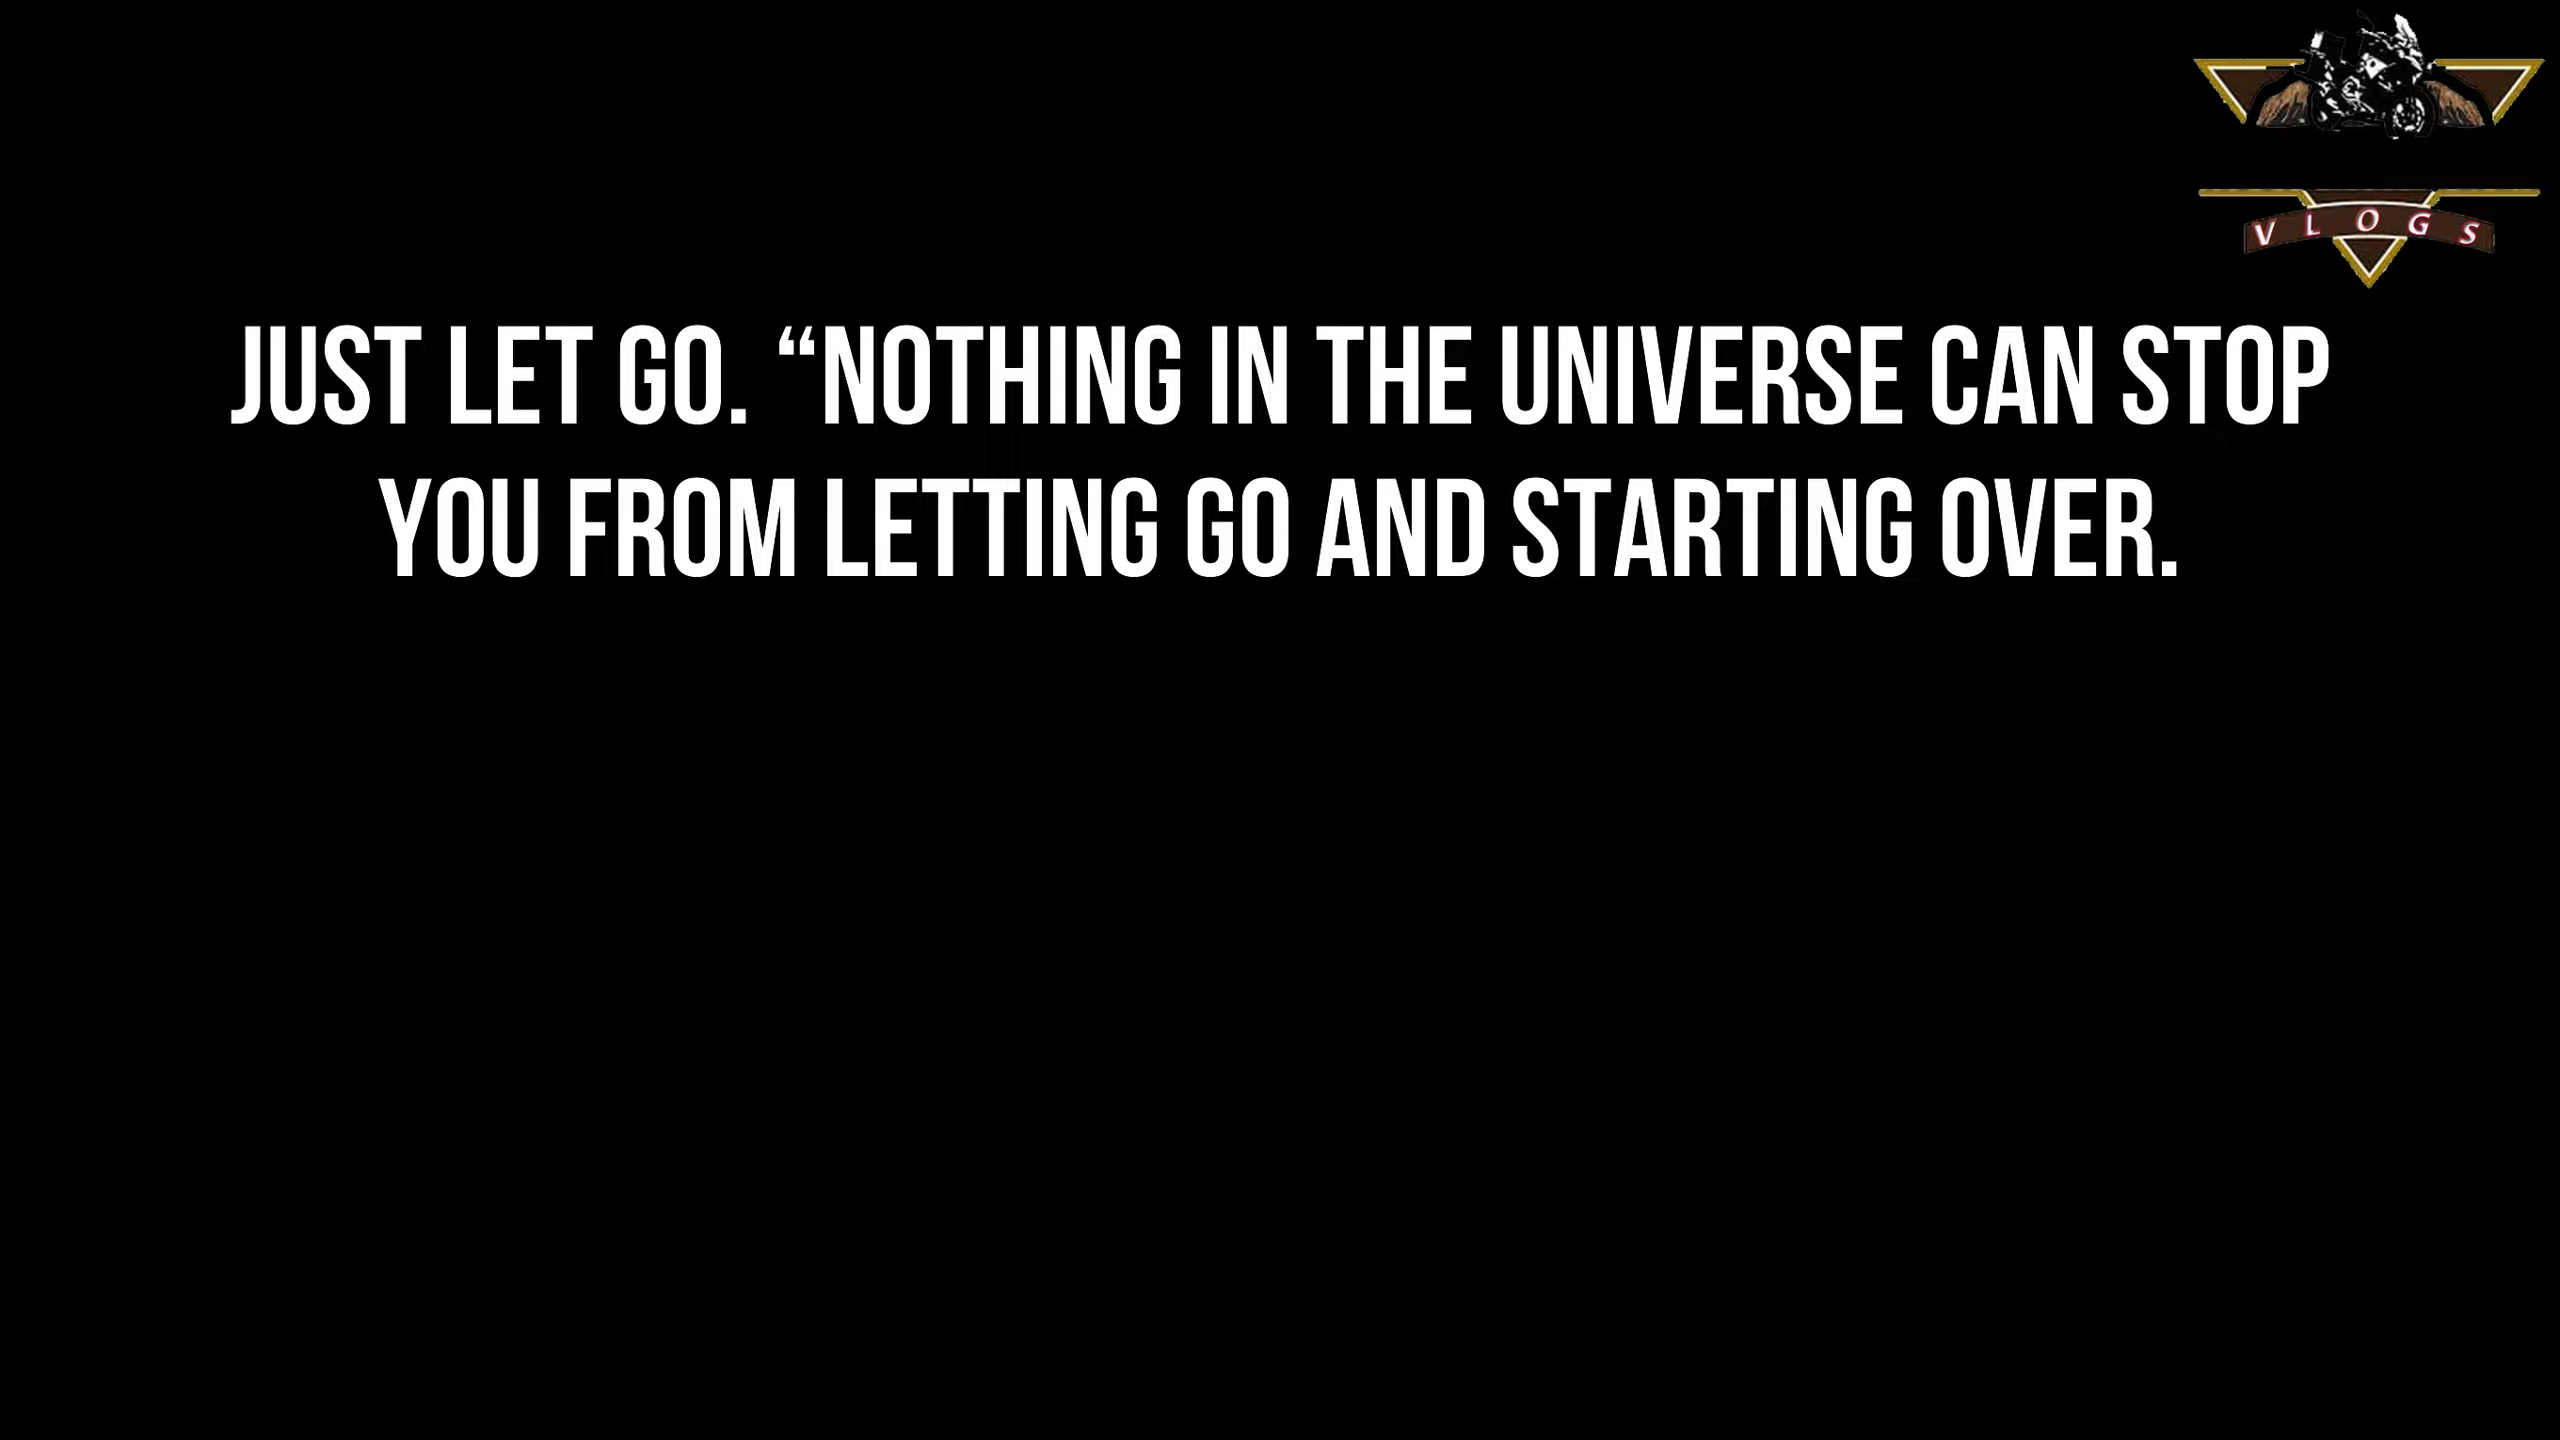 VLOGS
JUST LET GO. “NOTHING IN THE UNIVERSE CAN STOP
YOU FROM LETTING GO AND STARTING OVER.